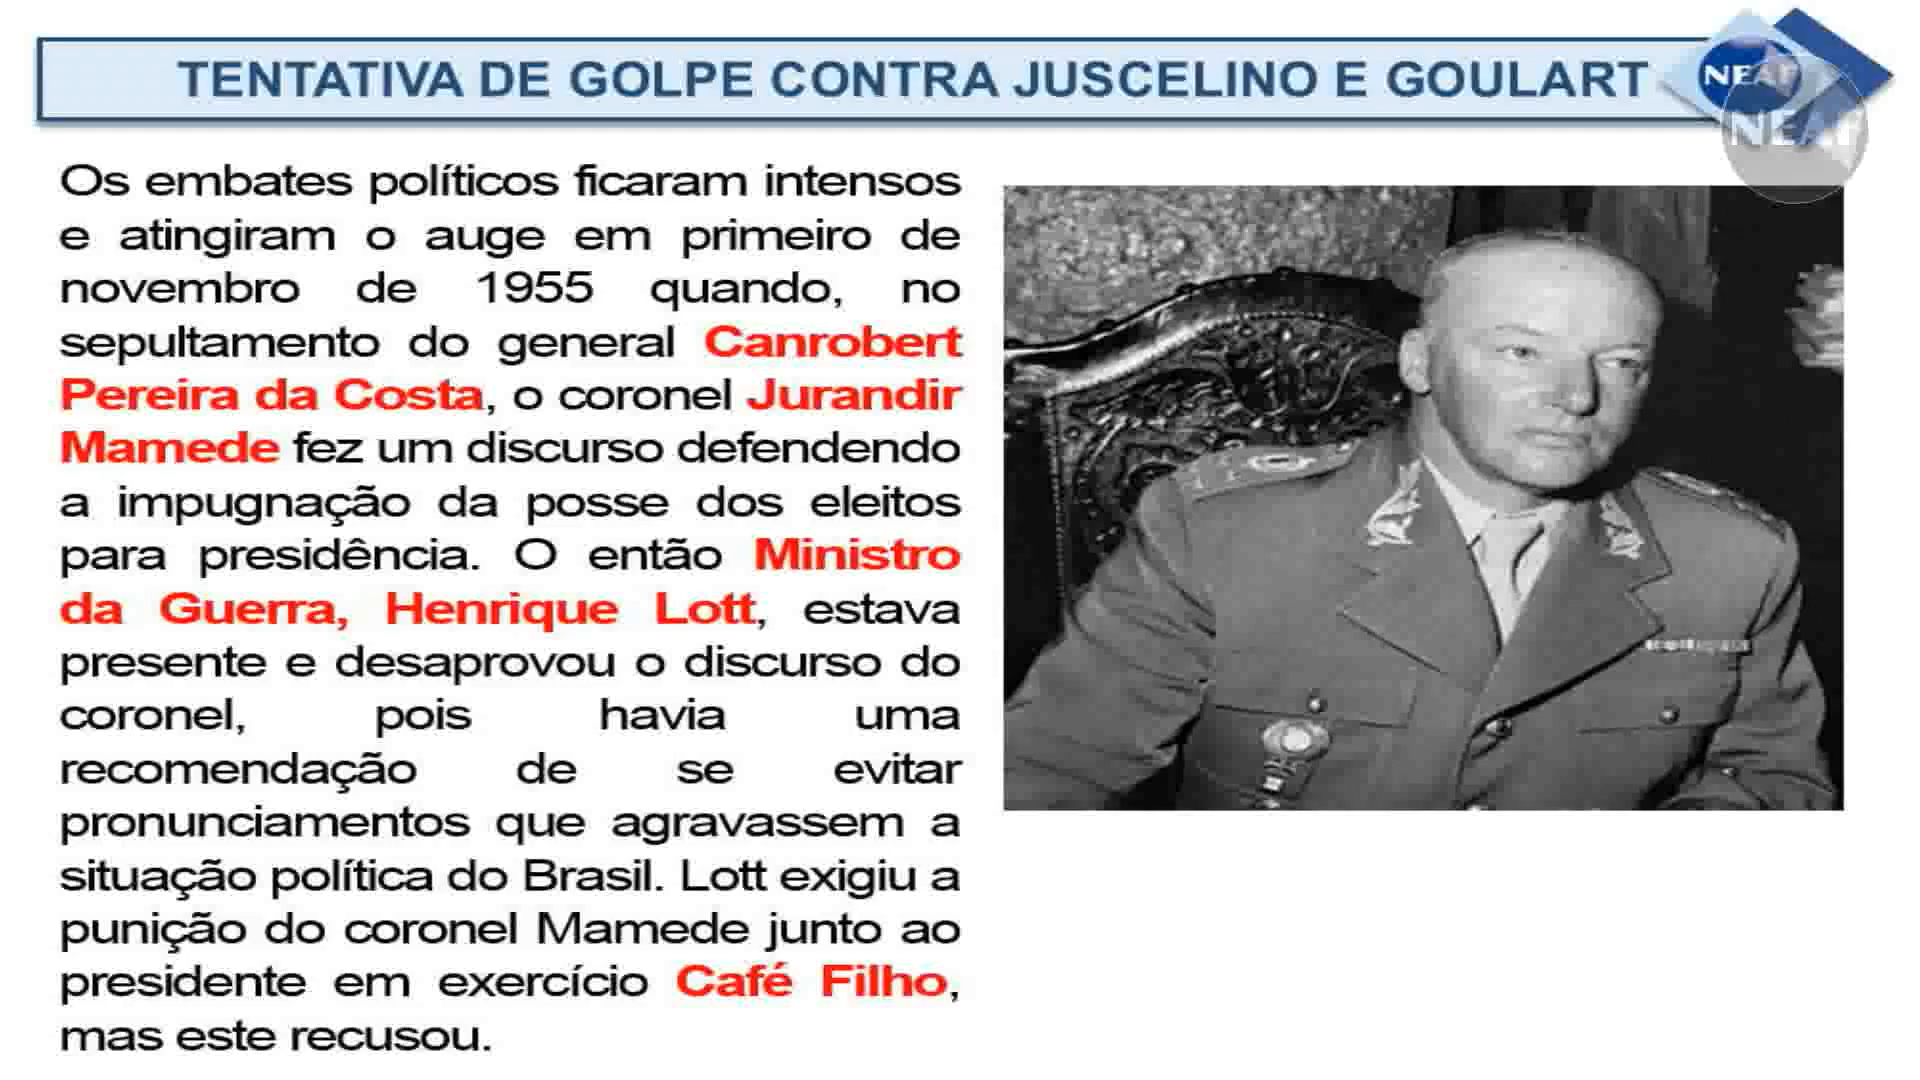 TENTATIVA DE GOLPE CONTRA JUSCELINO E GOULART
NEAF
NEAF
Os embates políticos ficaram intensos
e atingiram o auge em primeiro de
novembro de 1955 quando, no
sepultamento do general Canrobert
Pereira da Costa, o coronel Jurandir
Mamede fez um discurso defendendo
a impugnação da posse dos eleitos
para presidência. O então Ministro
da Guerra, Henrique Lott, estava
presente e desaprovou o discurso do
coronel, pois havia uma
recomendação de se evitar
pronunciamentos que agravassem a
situação política do Brasil. Lott exigiu a
punição do coronel Mamede junto ao
presidente em exercício Café Filho,
mas este recusou.